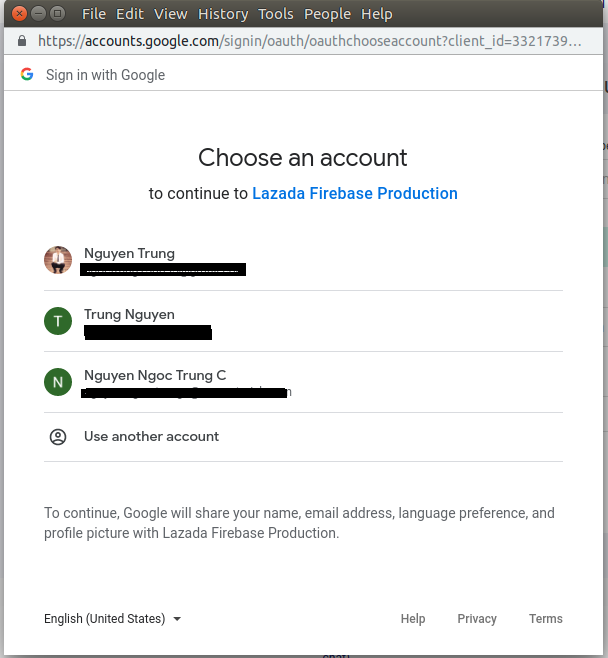 File Edit View History Tools People Help
https://accounts.google.com/signin/oauth/oauthchooseaccount?client_id=3321739...
Sign in with Google
Choose an account
to continue to Lazada Firebase Production
Nguyen Trung
T
Trung Nguyen
N
Nguyen Ngoc Trung C
Use another account
To continue, Google will share your name, email address, language preference, and
profile picture with Lazada Firebase Production.
English (United States)
Help Privacy Terms